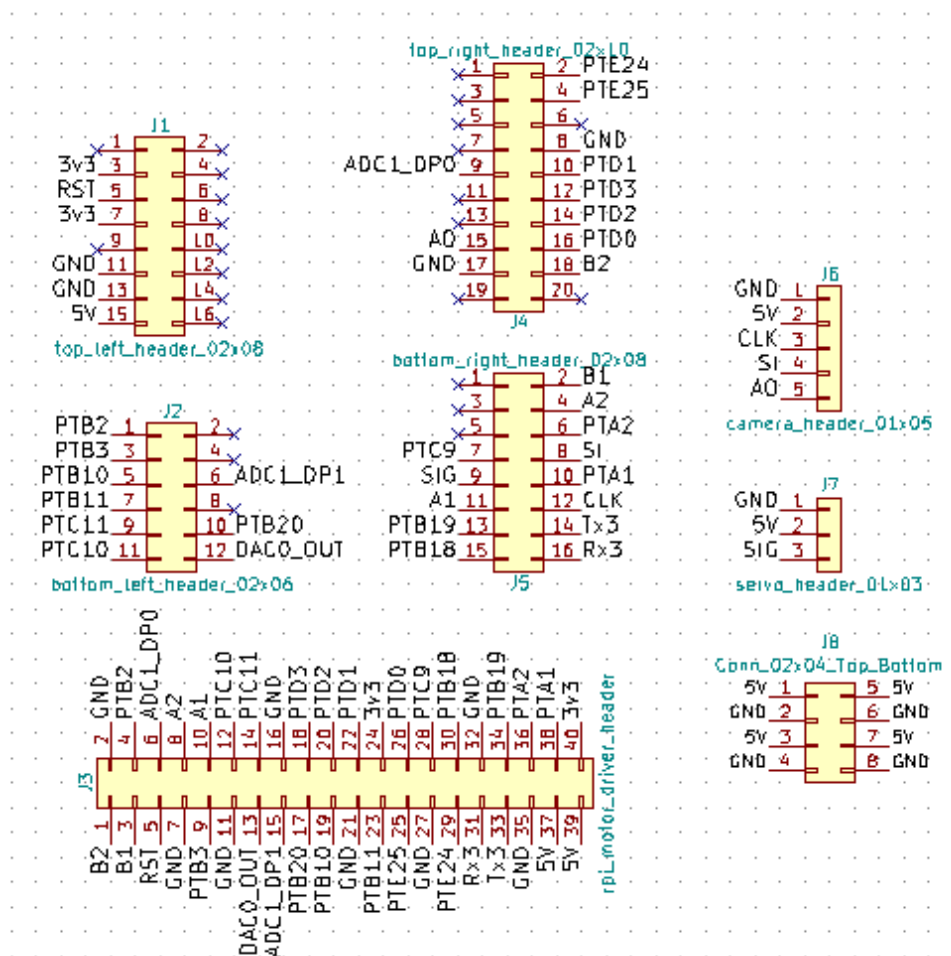 top_right_header_02x10
1 2 PTE24
3 4 PTE25
5 6
7 8 GND
ADC1_DP0 9 10 PTD1
11 12 PTD3
13 14 PTD2
AO 15 16 PTD0
GND 17 18 B2
19 20
J4
J1
1 2
3v3 3 4
RST 5 6
3v3 7 8
9 10
GND 11 12
GND 13 14
5V 15 16
top_left_header_02x08
J6
GND 1
5V 2
CLK 3
SI 4
AO 5
camera_header_01x05
bottom_right_header_02x08
1 2 B1
3 4 A2
5 6 PTA2
PTC9 7 8 SI
SIG 9 10 PTA1
A1 11 12 CLK
PTB19 13 14 Tx3
PTB18 15 16 Rx3
J5
J2
PTB2 1 2
PTB3 3 4
PTB10 5 6 ADC1_DP1
PTB11 7 8
PTC11 9 10 PTB20
PTC10 11 12 DAC0_OUT
bottom_left_header_02x06
J7
GND 1
5V 2
SIG 3
servo_header_01x03
J8
Conn_02x04_Top_Bottom
5V 1 5 5V
GND 2 6 GND
5V 3 7 5V
GND 4 8 GND
GND PTB2 ADC1_DP0 A2 A1 PTC10 PTC11 GND PTD3 PTD2 PTD1 3v3 PTD0 PTC9 PTB18 GND PTB19 PTA2 PTA1 3v3
2 4 6 8 10 12 14 16 18 20 22 24 26 28 30 32 34 36 38 40
J3
rpi_motor_driver_header
1 3 5 7 9 11 13 15 17 19 21 23 25 27 29 31 33 35 37 39
B2 B1 RST GND PTB3 GND DAC0_OUT ADC1_DP1 PTB20 PTB10 GND PTB11 PTE25 GND PTE24 Rx3 Tx3 GND 5V 5V